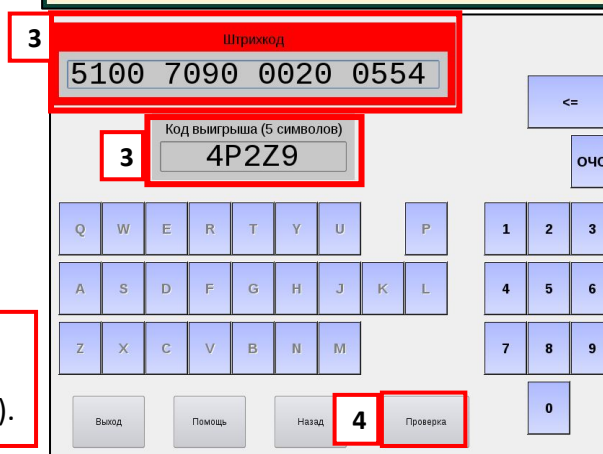 3
Штрихкод
5100 7090 0020 0554
<=
Код выигрыша (5 символов)
3
4P2Z9
Q W E R T Y U P 1 2 3
A S D F G H J K L 4 5 6
Z X C V B N M 7 8 9
).
Выход Помощь Назад 4 Проверка 0